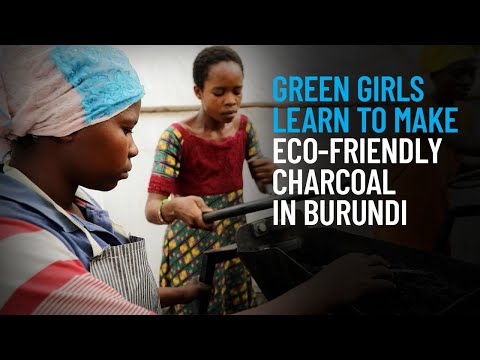 GREEN GIRLS
LEARN TO MAKE
ECO-FRIENDLY
CHARCOAL
IN BURUNDI